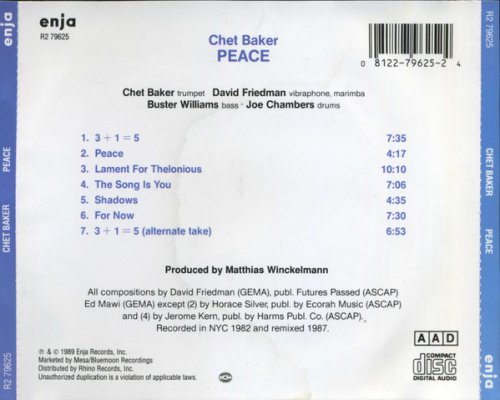 enja
R2 79625
Chet Baker
PEACE
0 8122-79625-2 4
Chet Baker trumpet David Friedman vibraphone, marimba
Buster Williams bass · Joe Chambers drums
1. 3 + 1 = 5 7:35
2. Peace 4:17
3. Lament For Thelonious 10:10
4. The Song Is You 7:06
5. Shadows 4:35
6. For Now 7:30
7. 3 + 1 = 5 (alternate take) 6:53
Produced by Matthias Winckelmann
All compositions by David Friedman (GEMA), publ. Futures Passed (ASCAP)
Ed Mawi (GEMA) except (2) by Horace Silver, publ. by Ecorah Music (ASCAP)
and (4) by Jerome Kern, publ. by Harms Publ. Co. (ASCAP).
Recorded in NYC 1982 and remixed 1987.
℗ & © 1989 Enja Records, Inc.
Marketed by Mesa/Bluemoon Recordings
Distributed by Rhino Records, Inc.
Unauthorized duplication is a violation of applicable laws.
AAD
COMPACT
disc
DIGITAL AUDIO
enja
R2 79625
PEACE
CHET BAKER
R2 79625
CHET BAKER
PEACE
enja